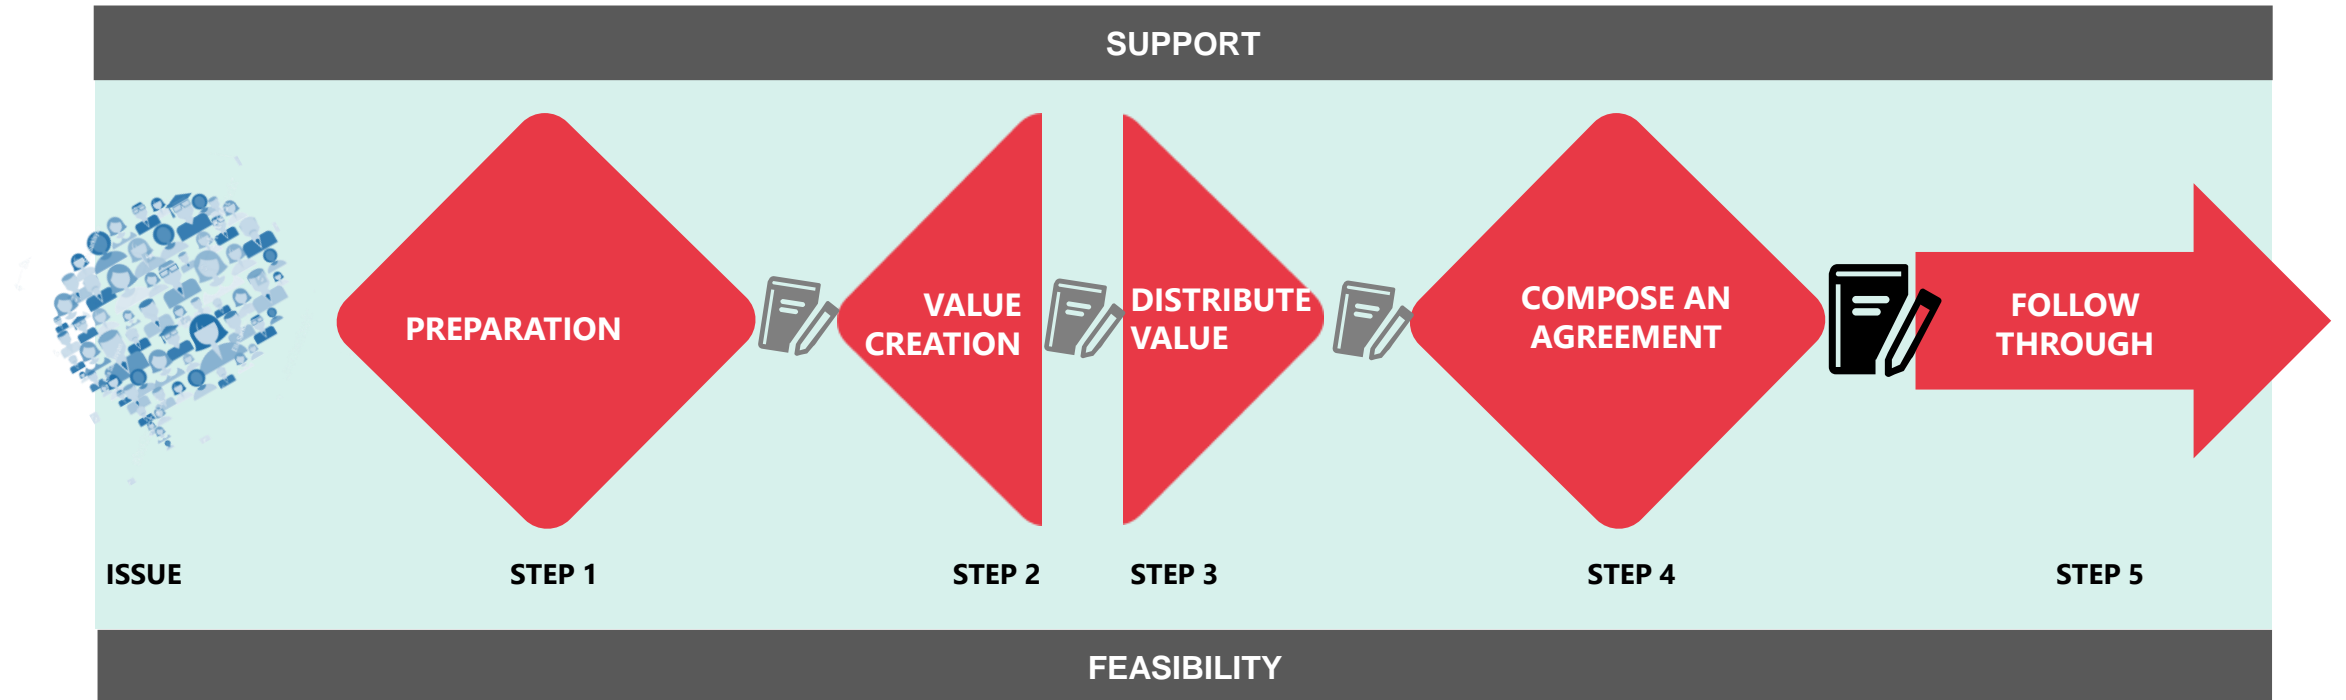 SUPPORT
PREPARATION
VALUE
CREATION
DISTRIBUTE
VALUE
COMPOSE AN
AGREEMENT
FOLLOW
THROUGH
ISSUE
STEP 1
STEP 2
STEP 3
STEP 4
STEP 5
FEASIBILITY